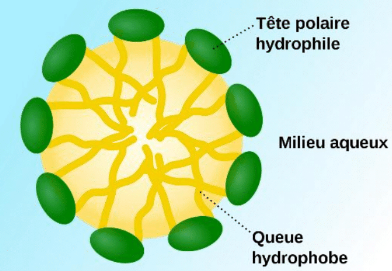 Tête polaire
hydrophile
Milieu aqueux
Queue
hydrophobe